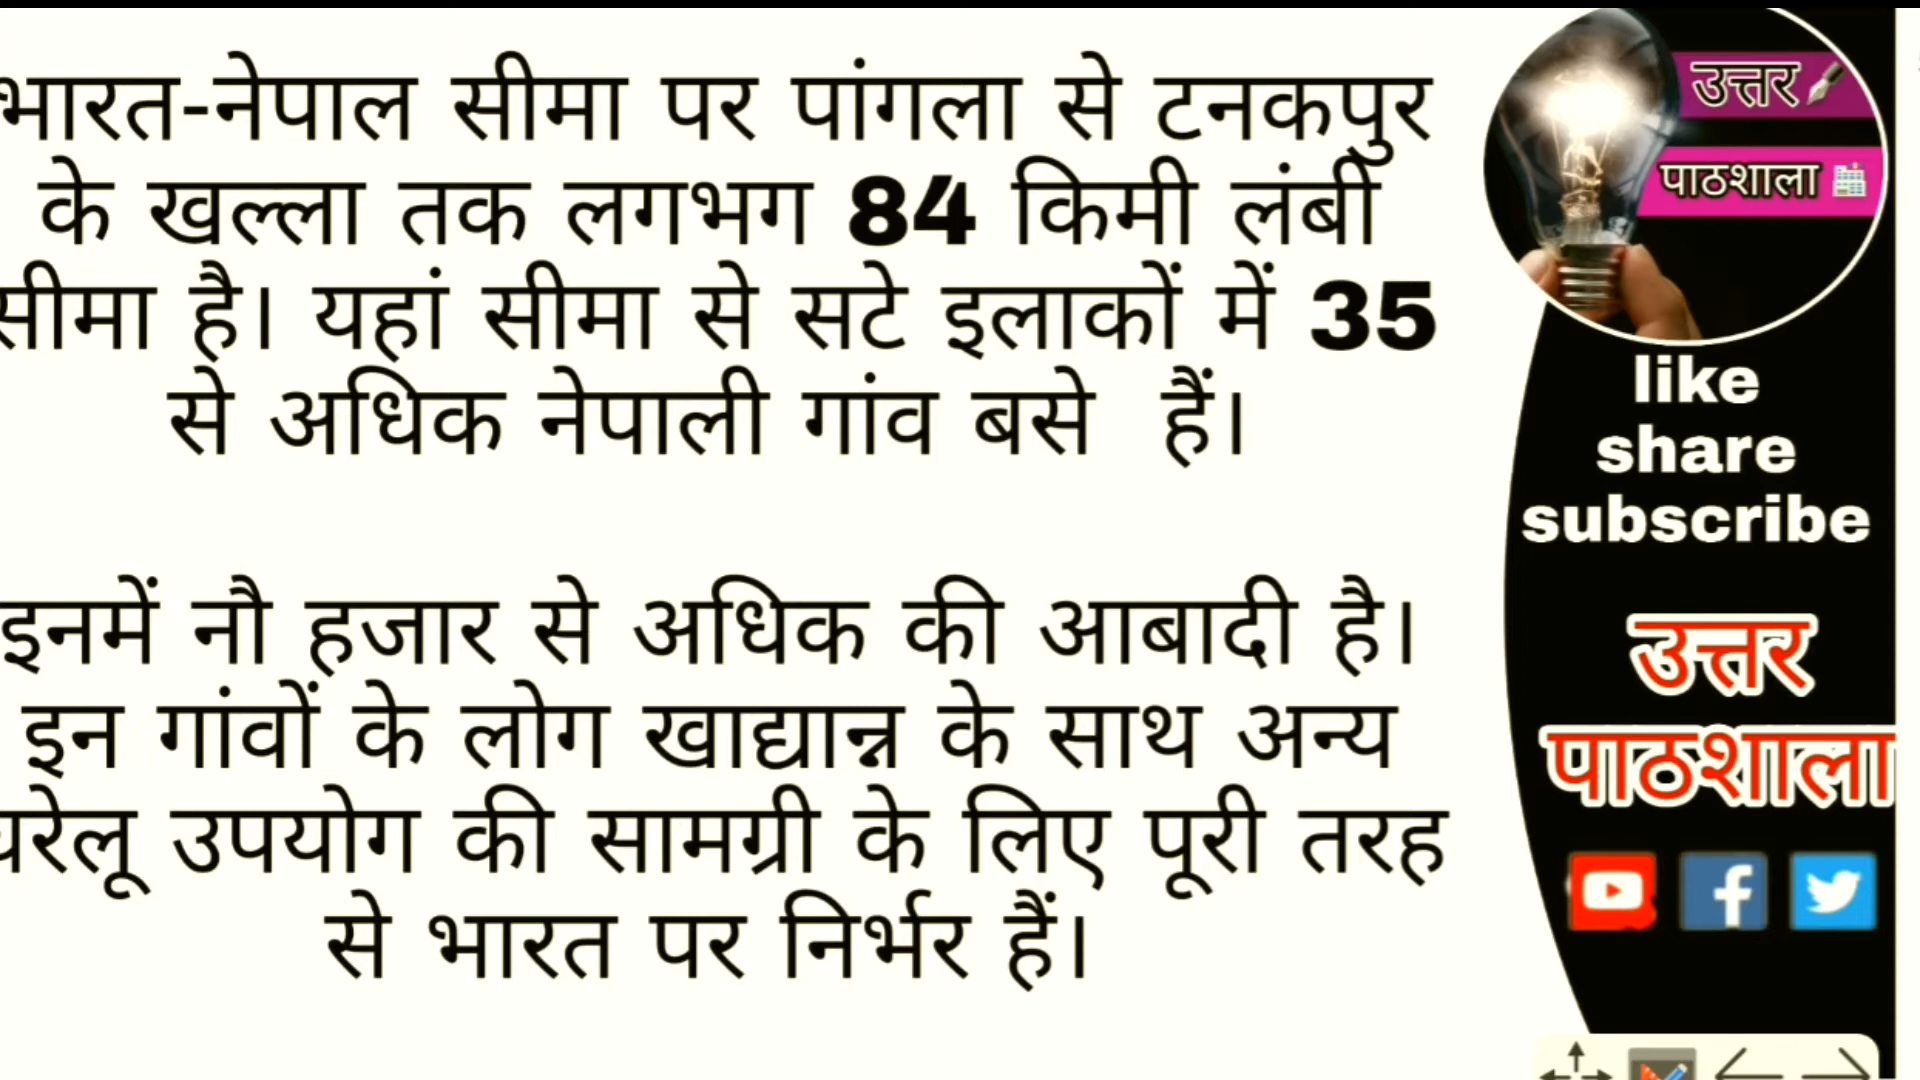 भारत-नेपाल सीमा पर पांगला से टनकपुर
के खल्ला तक लगभग 84 किमी लंबी
सीमा है। यहां सीमा से सटे इलाकों में 35
से अधिक नेपाली गांव बसे हैं।
इनमें नौ हजार से अधिक की आबादी है।
इन गांवों के लोग खाद्यान्न के साथ अन्य
घरेलू उपयोग की सामग्री के लिए पूरी तरह
से भारत पर निर्भर हैं।
उत्तर
पाठशाला
like
share
subscribe
उत्तर
पाठशाला